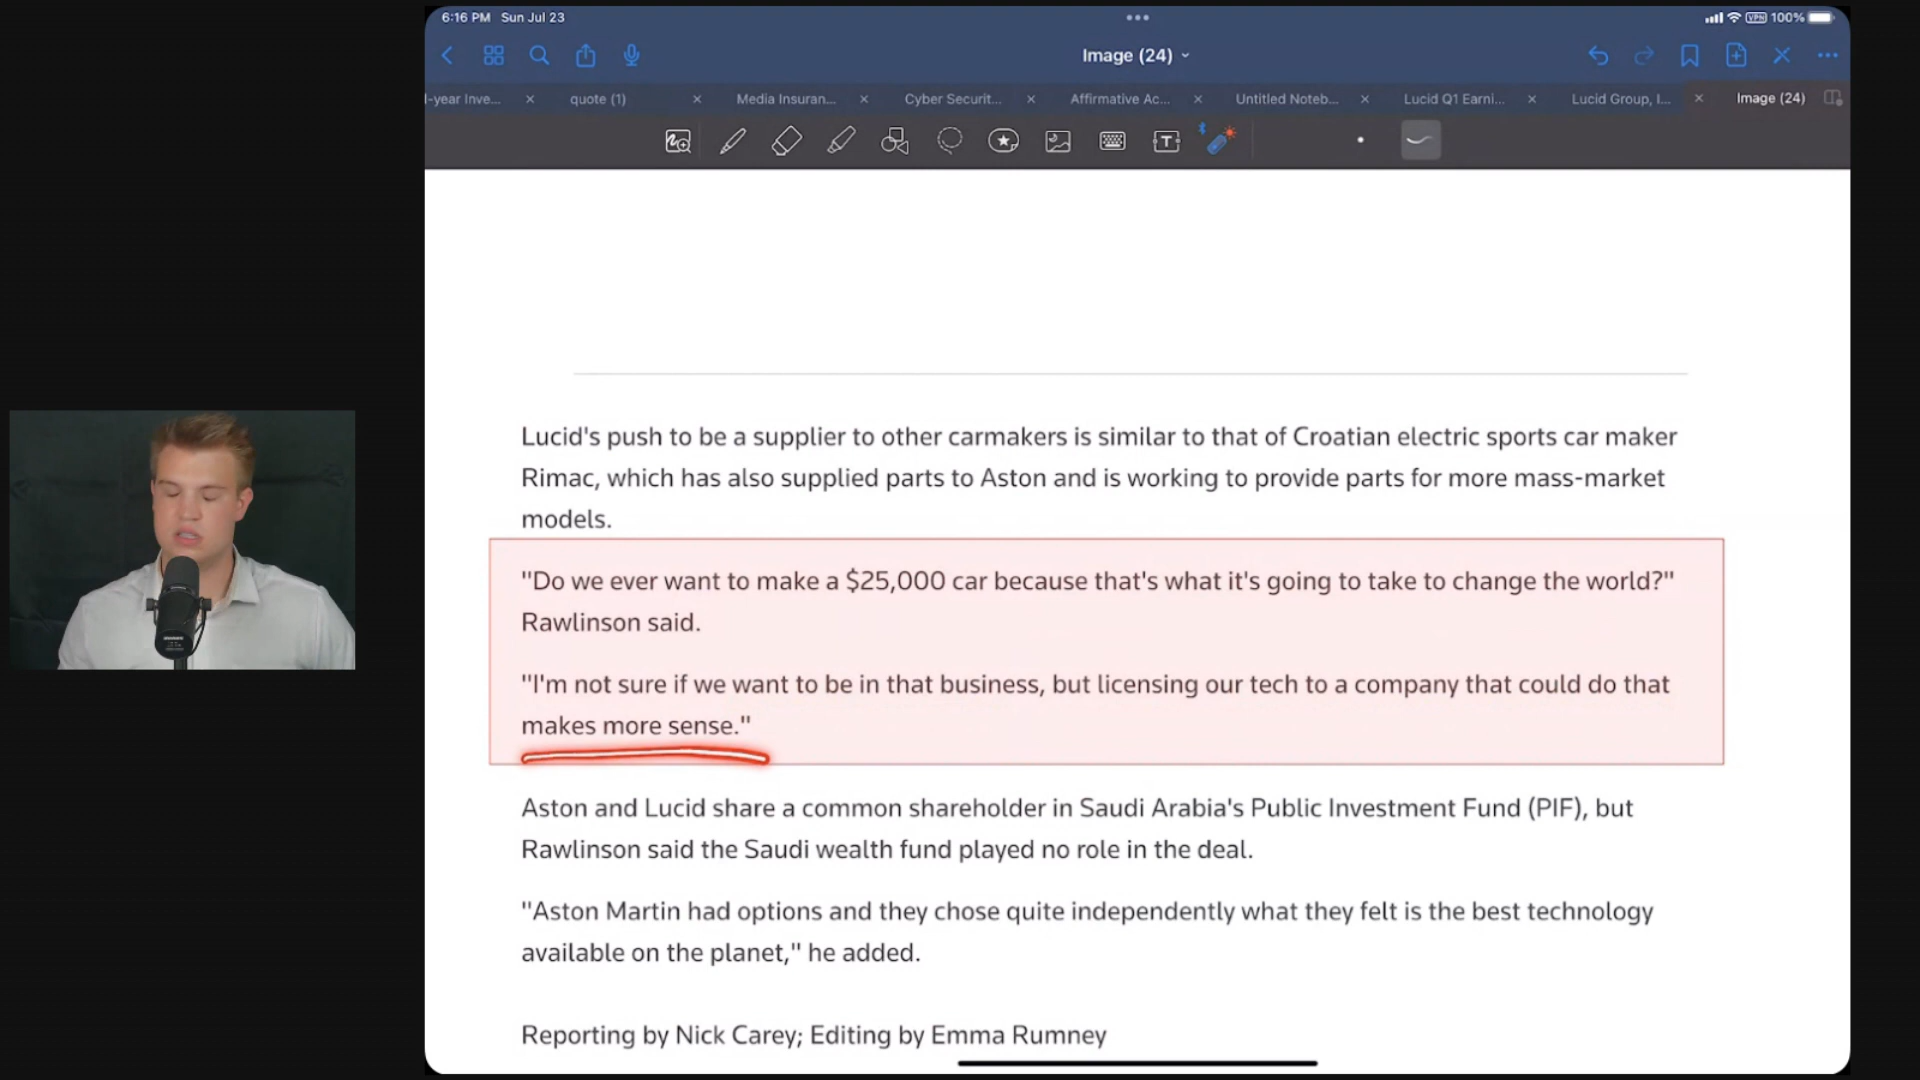 6:16 PM Sun Jul 23
VPN 100%
Image (24)
l-year Inve...
quote (1)
Media Insuran...
Cyber Securit...
Affirmative Ac...
Untitled Noteb...
Lucid Q1 Earni...
Lucid Group, I...
Image (24)
Lucid's push to be a supplier to other carmakers is similar to that of Croatian electric sports car maker
Rimac, which has also supplied parts to Aston and is working to provide parts for more mass-market
models.
"Do we ever want to make a $25,000 car because that's what it's going to take to change the world?"
Rawlinson said.
"I'm not sure if we want to be in that business, but licensing our tech to a company that could do that
makes more sense."
Aston and Lucid share a common shareholder in Saudi Arabia's Public Investment Fund (PIF), but
Rawlinson said the Saudi wealth fund played no role in the deal.
"Aston Martin had options and they chose quite independently what they felt is the best technology
available on the planet," he added.
Reporting by Nick Carey; Editing by Emma Rumney